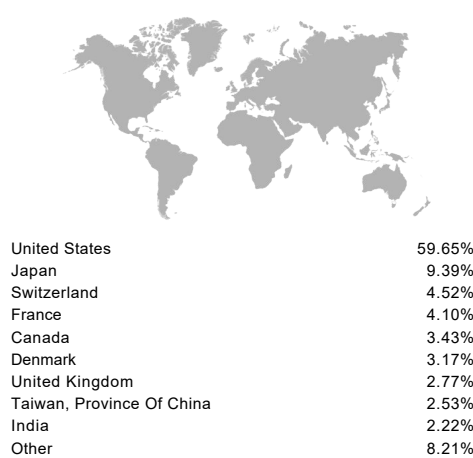 United States 59.65%
Japan 9.39%
Switzerland 4.52%
France 4.10%
Canada 3.43%
Denmark 3.17%
United Kingdom 2.77%
Taiwan, Province Of China 2.53%
India 2.22%
Other 8.21%